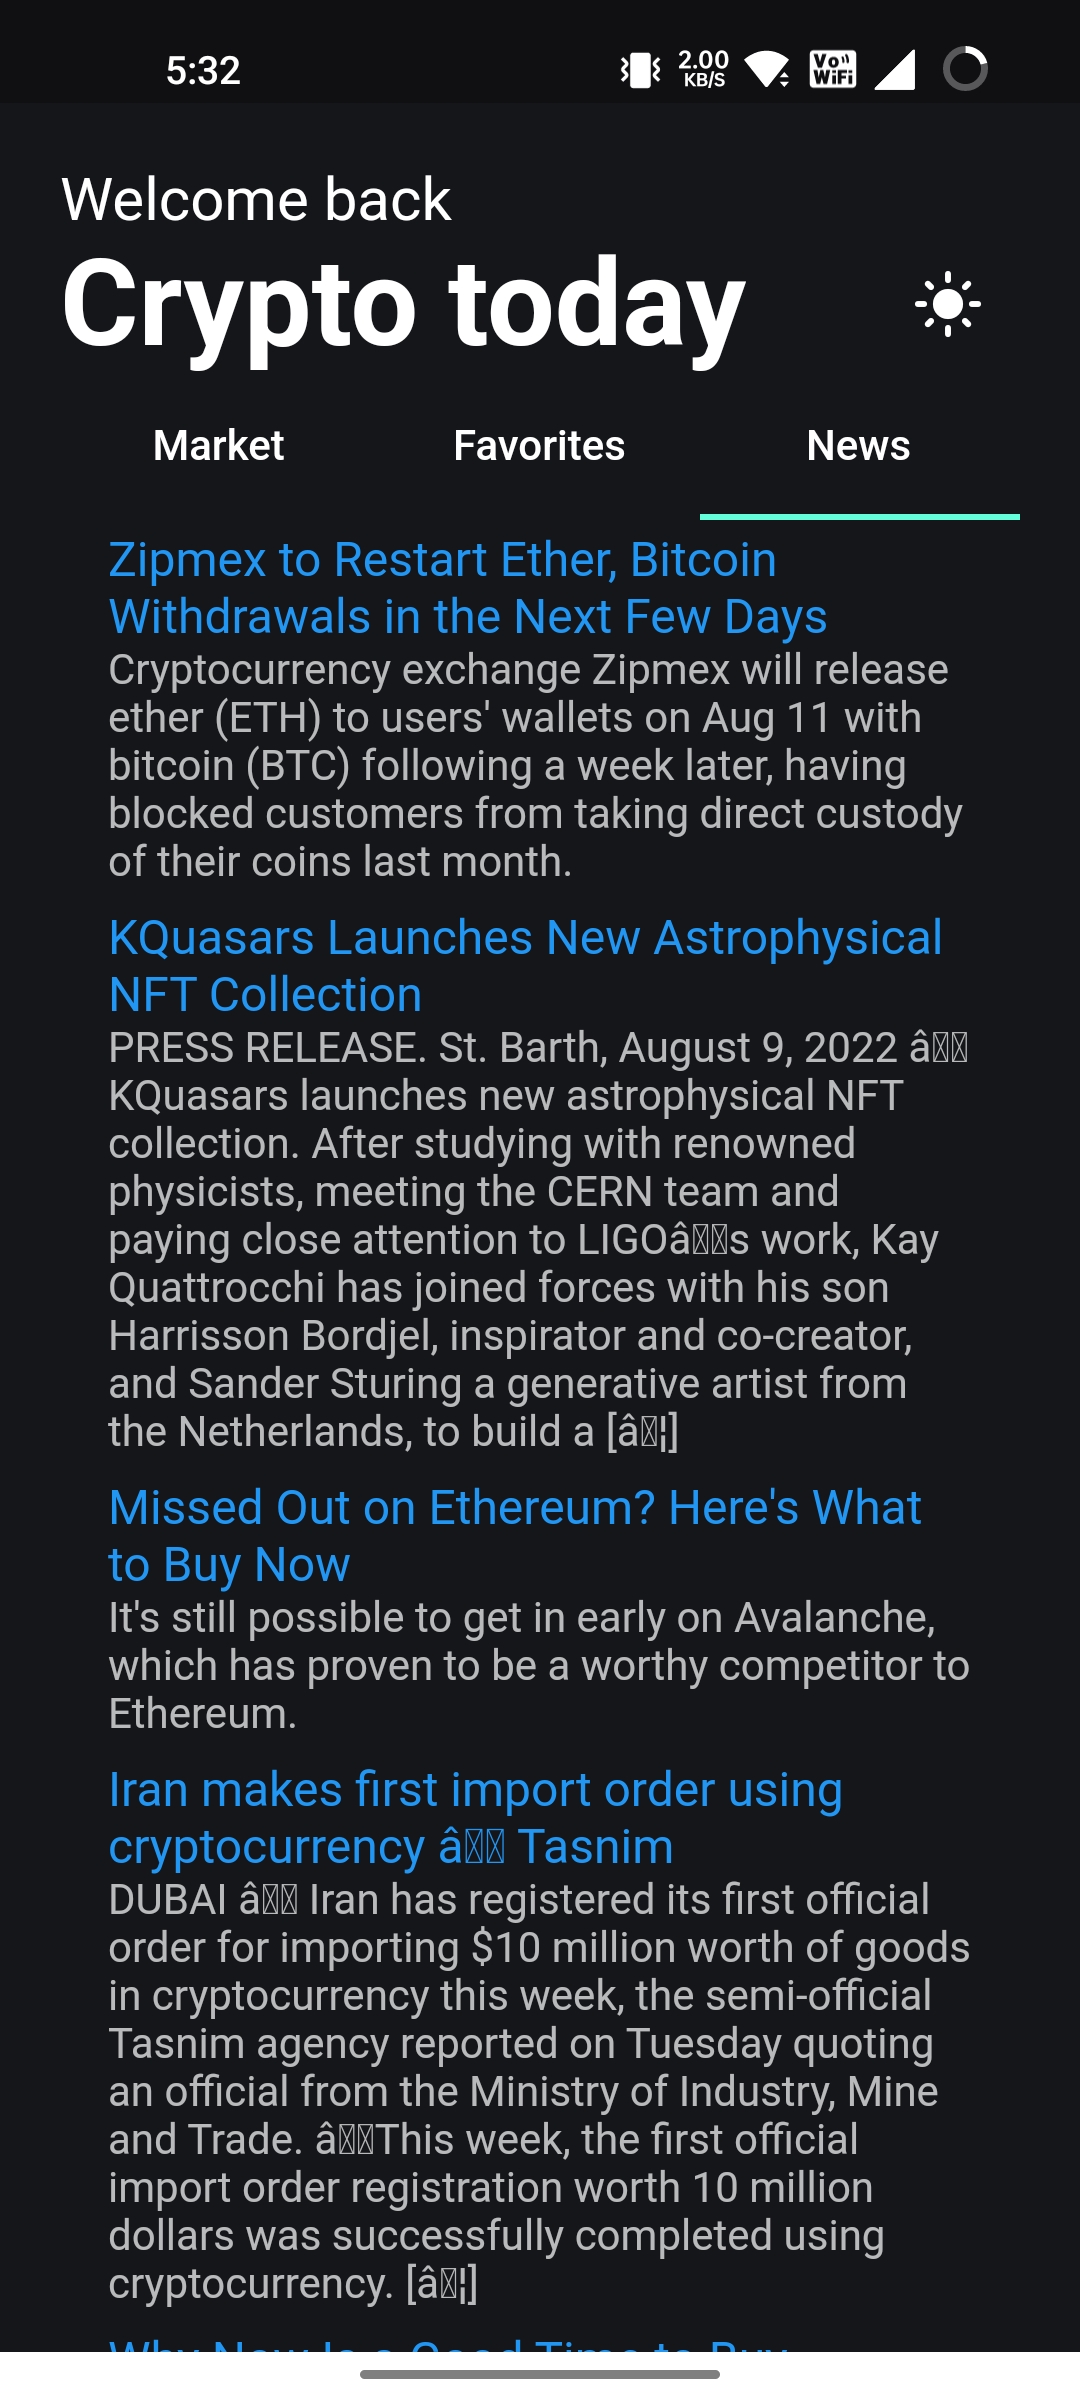 5:32
2.00
KB/S
Vo
WiFi
Welcome back
Crypto today
Market Favorites News
Zipmex to Restart Ether, Bitcoin
Withdrawals in the Next Few Days
Cryptocurrency exchange Zipmex will release
ether (ETH) to users' wallets on Aug 11 with
bitcoin (BTC) following a week later, having
blocked customers from taking direct custody
of their coins last month.
KQuasars Launches New Astrophysical
NFT Collection
PRESS RELEASE. St. Barth, August 9, 2022 â
KQuasars launches new astrophysical NFT
collection. After studying with renowned
physicists, meeting the CERN team and
paying close attention to LIGOâs work, Kay
Quattrocchi has joined forces with his son
Harrisson Bordjel, inspirator and co-creator,
and Sander Sturing a generative artist from
the Netherlands, to build a [â¦]
Missed Out on Ethereum? Here's What
to Buy Now
It's still possible to get in early on Avalanche,
which has proven to be a worthy competitor to
Ethereum.
Iran makes first import order using
cryptocurrency â Tasnim
DUBAI â Iran has registered its first official
order for importing $10 million worth of goods
in cryptocurrency this week, the semi-official
Tasnim agency reported on Tuesday quoting
an official from the Ministry of Industry, Mine
and Trade. âThis week, the first official
import order registration worth 10 million
dollars was successfully completed using
cryptocurrency. [â¦]
Why Now Is a Good Time to Buy